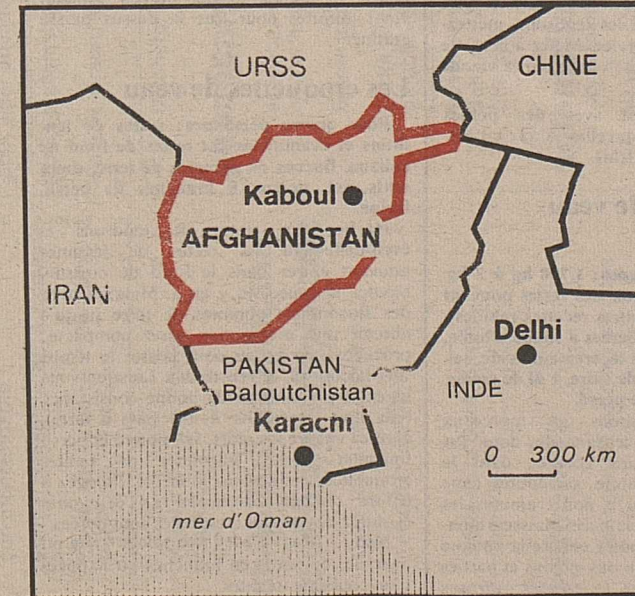 URSS
CHINE
Kaboul
AFGHANISTAN
IRAN
Delhi
PAKISTAN
Baloutchistan
INDE
Karachi
0 300 km
mer d'Oman